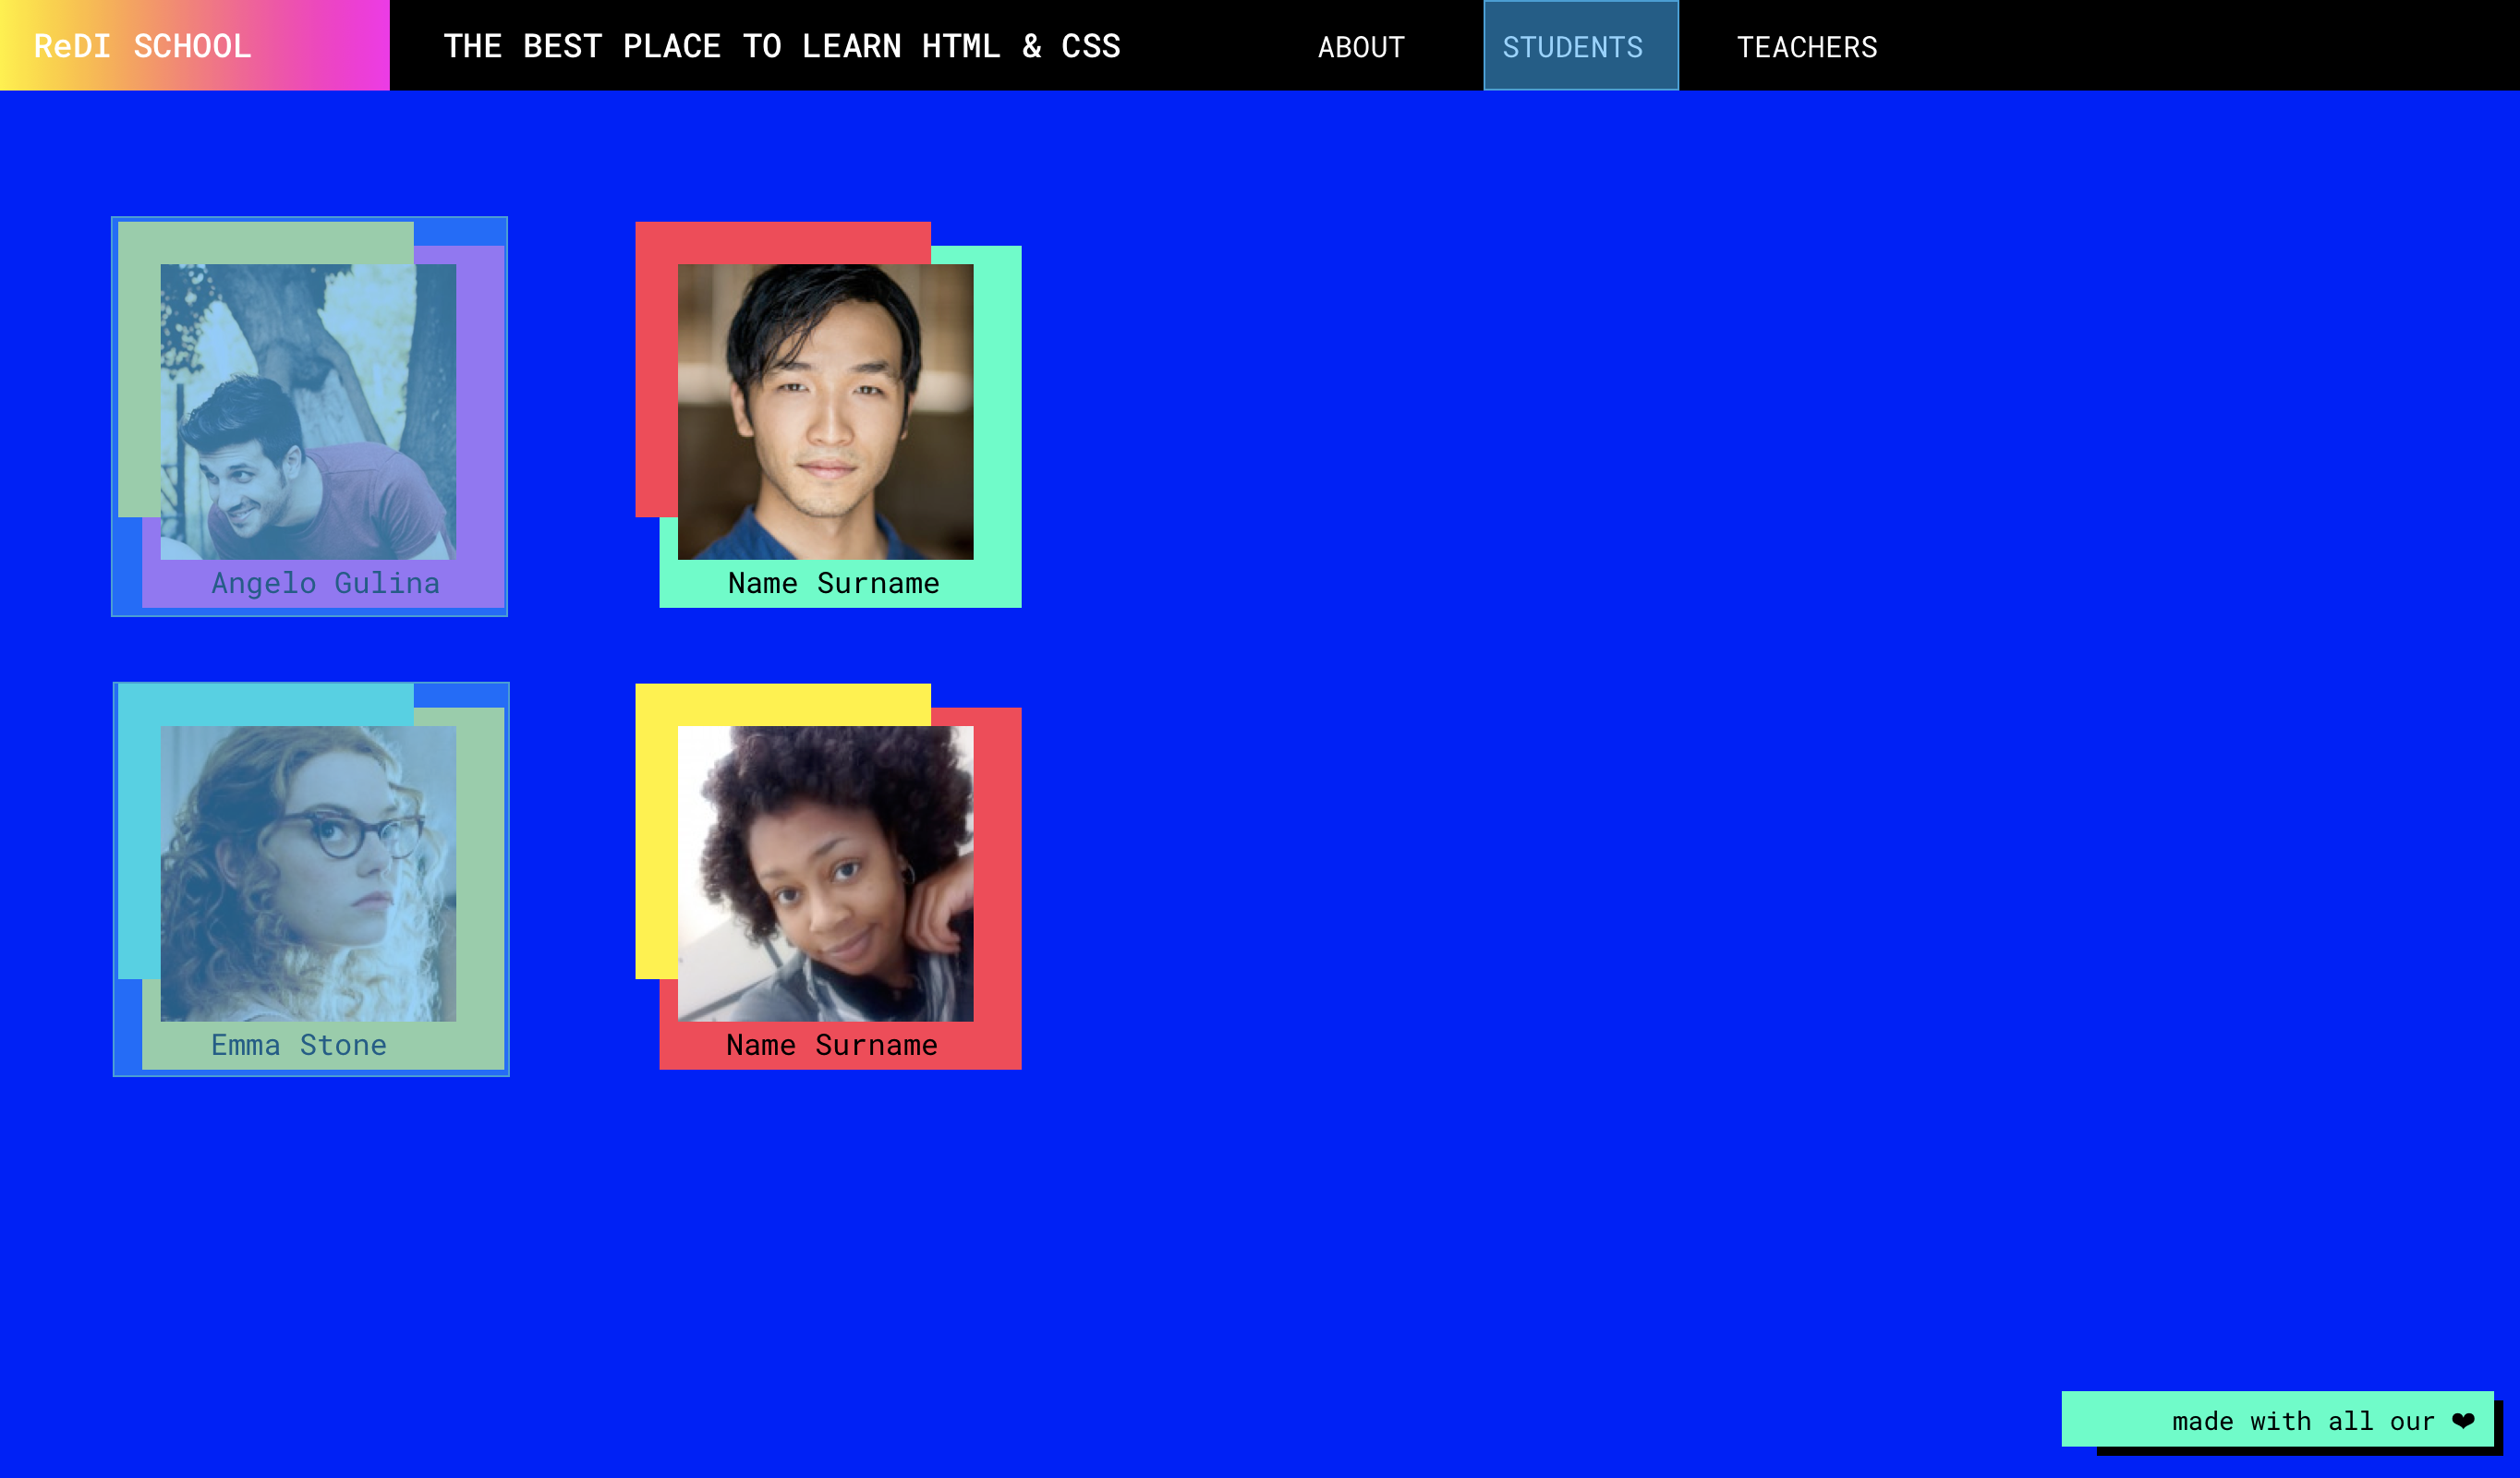 ReDI SCHOOL
THE BEST PLACE TO LEARN HTML & CSS
ABOUT
STUDENTS
TEACHERS
Angelo Gulina
Name Surname
Emma Stone
Name Surname
made with all our ❤